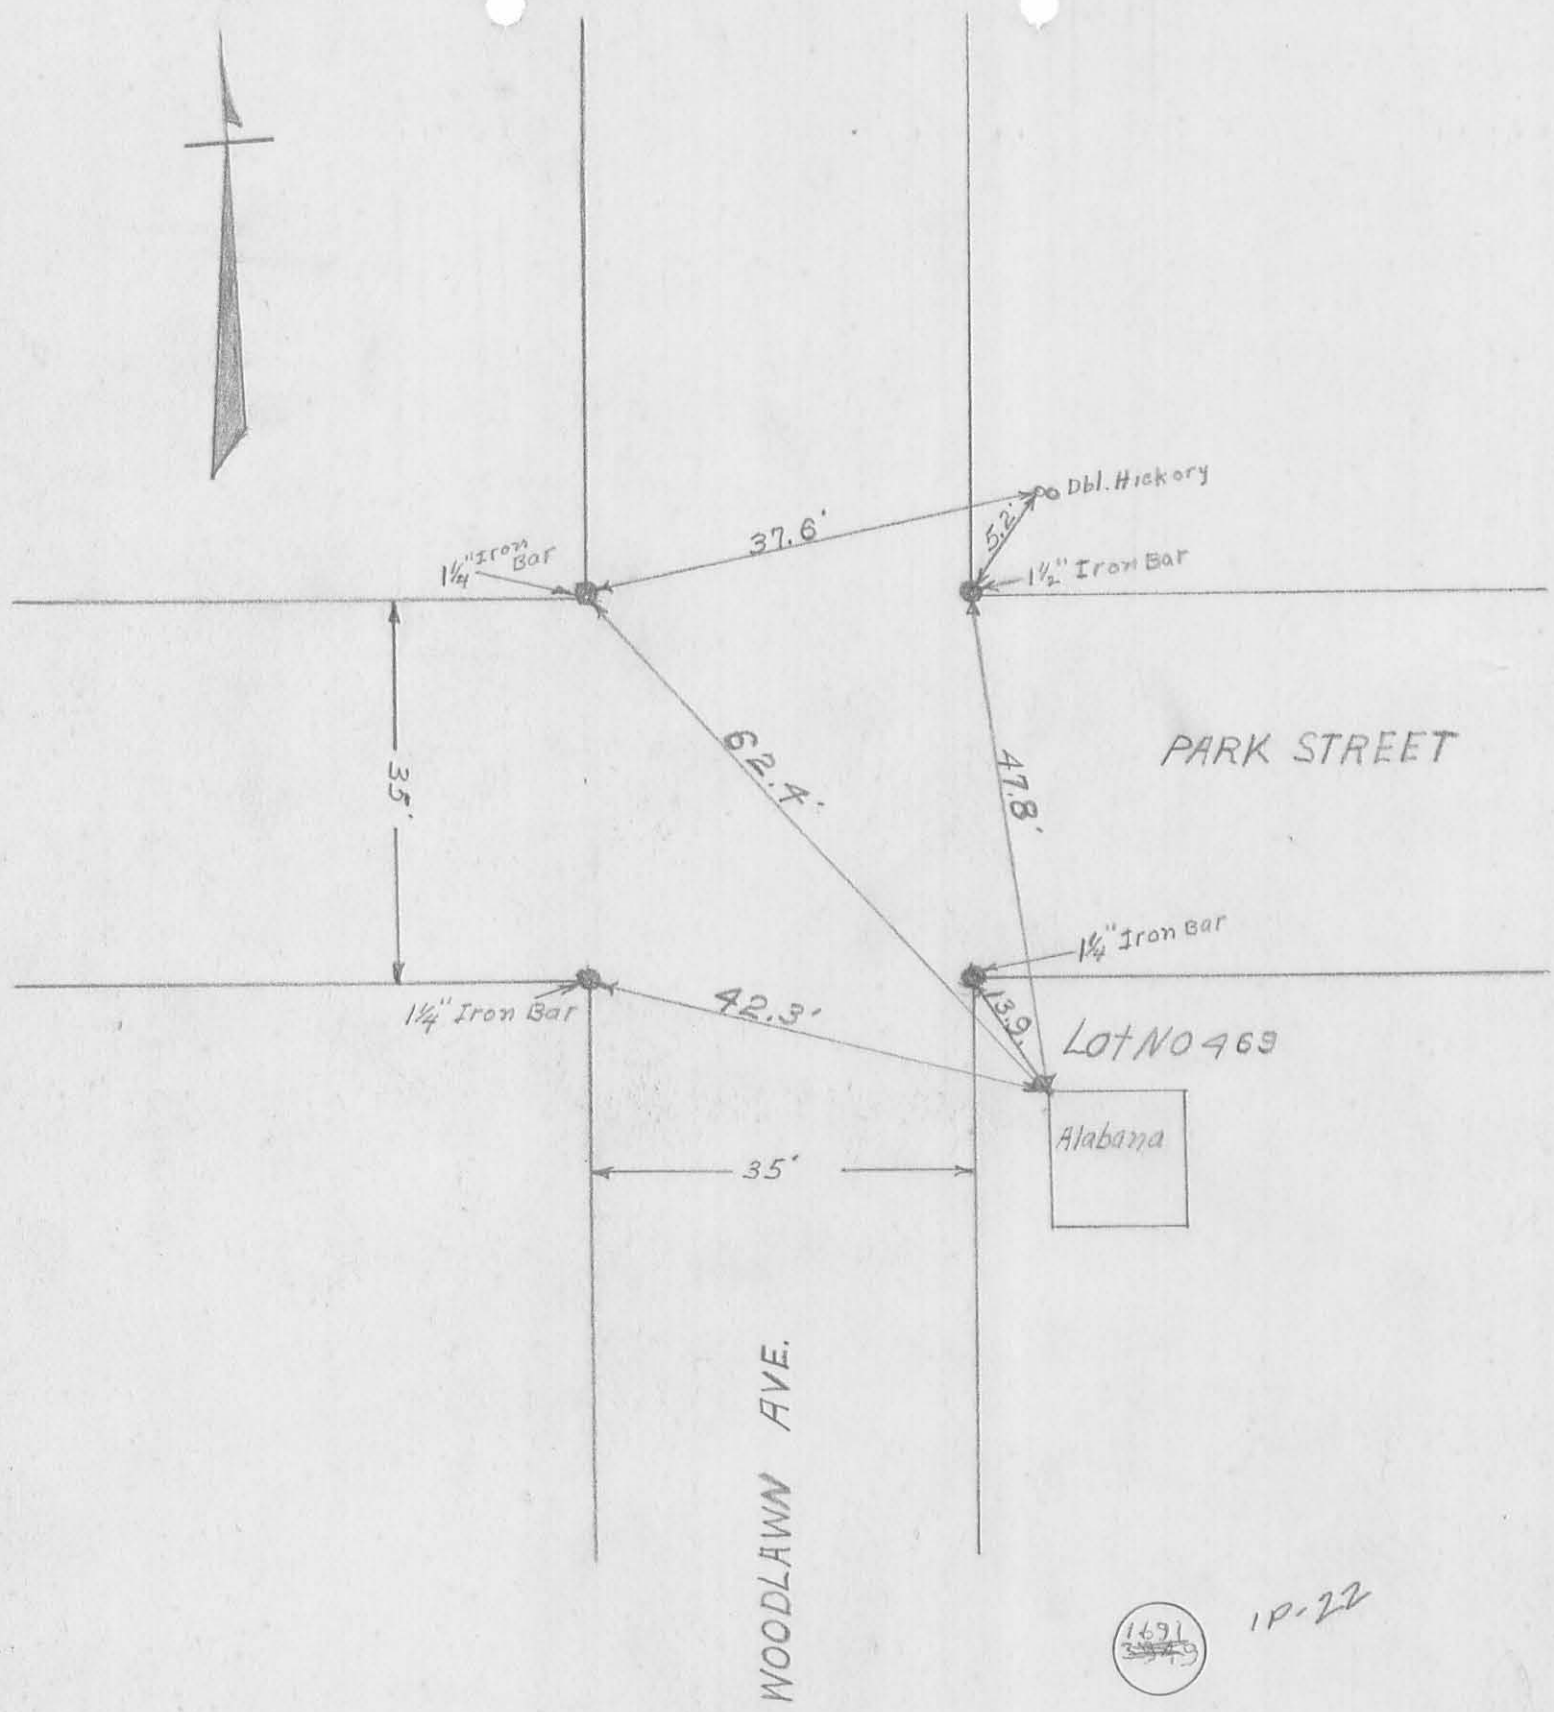 Dbl. Hickory
37.6'
5.2'
1¼" Iron
Bar
1½" Iron Bar
35'
62.4'
47.8'
PARK STREET
1¼" Iron Bar
1¼" Iron Bar
42.3'
13.9'
Lot NO 469
Alabana
35'
WOODLAWN AVE.
1691
IP-22